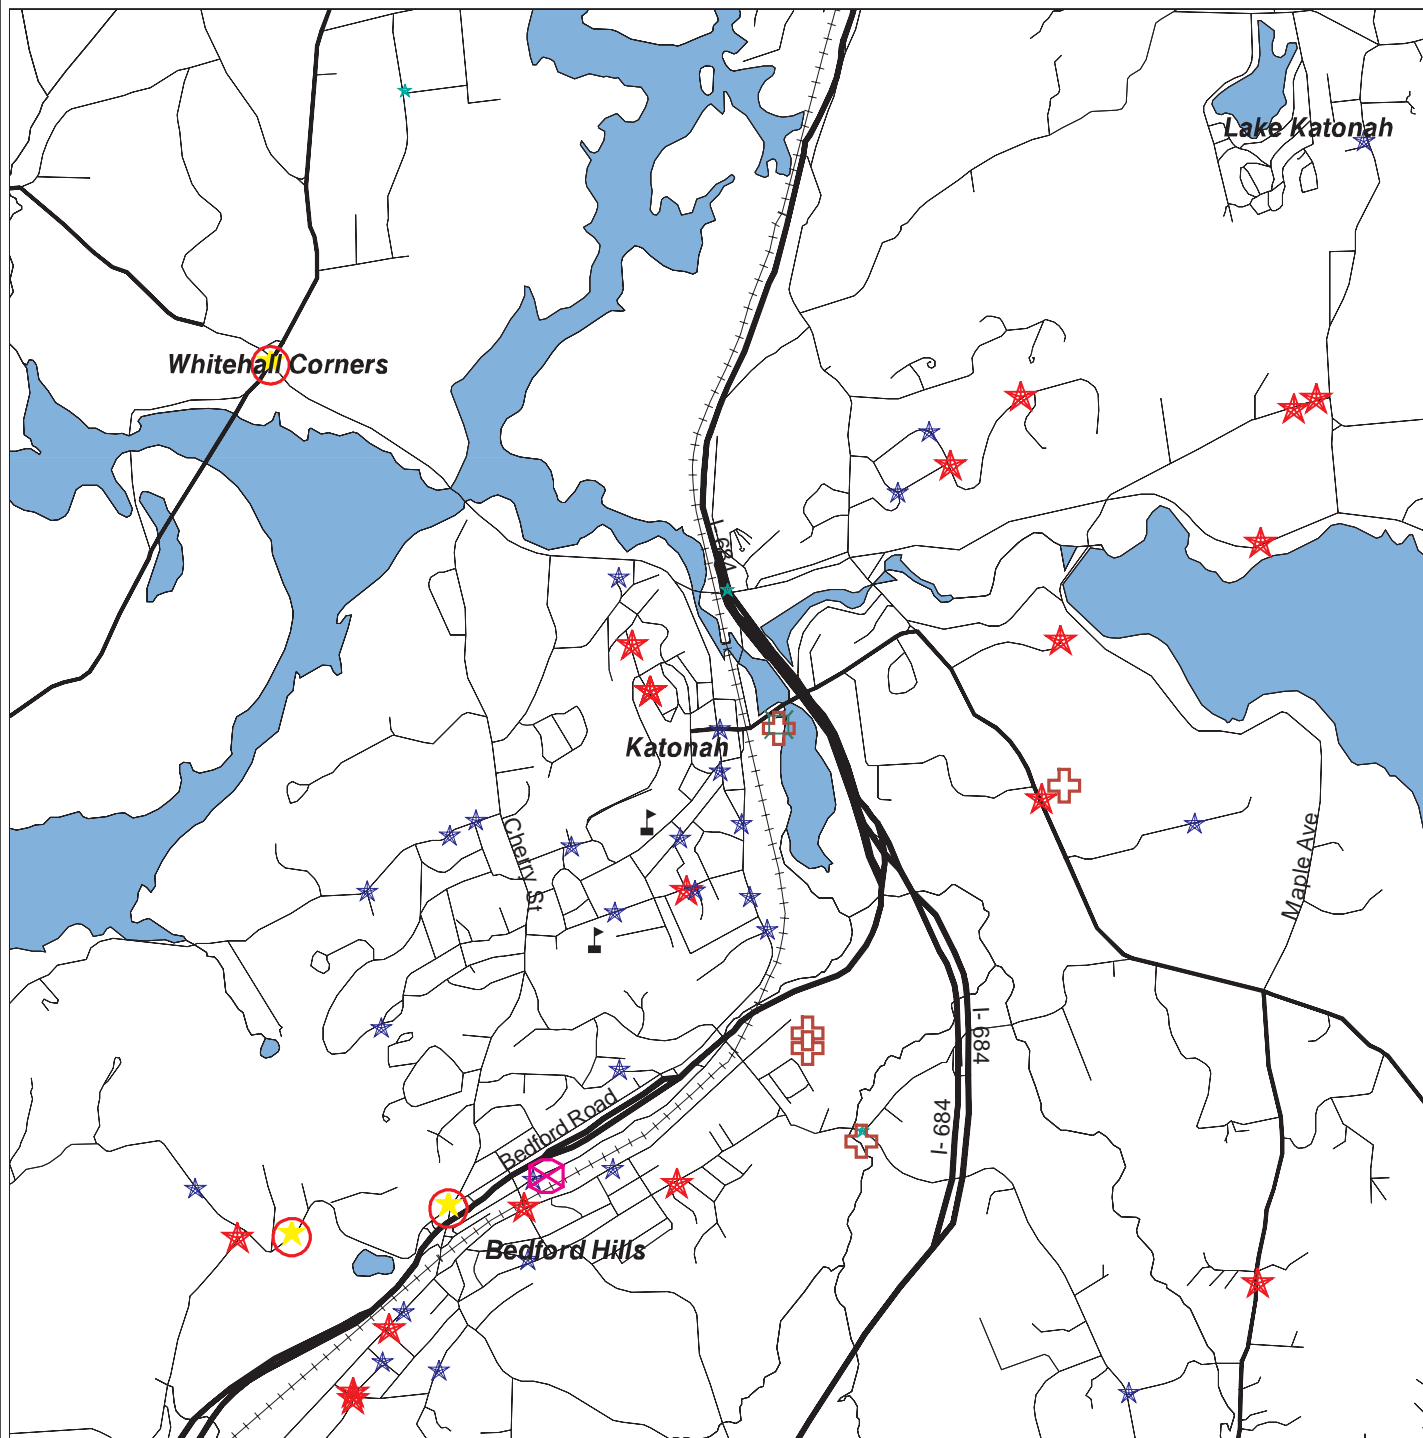 Lake Katonah
Whitehall Corners
I- 684
Katonah
Cherry St
Maple Ave
I- 684
I- 684
Bedford Road
Bedford Hills